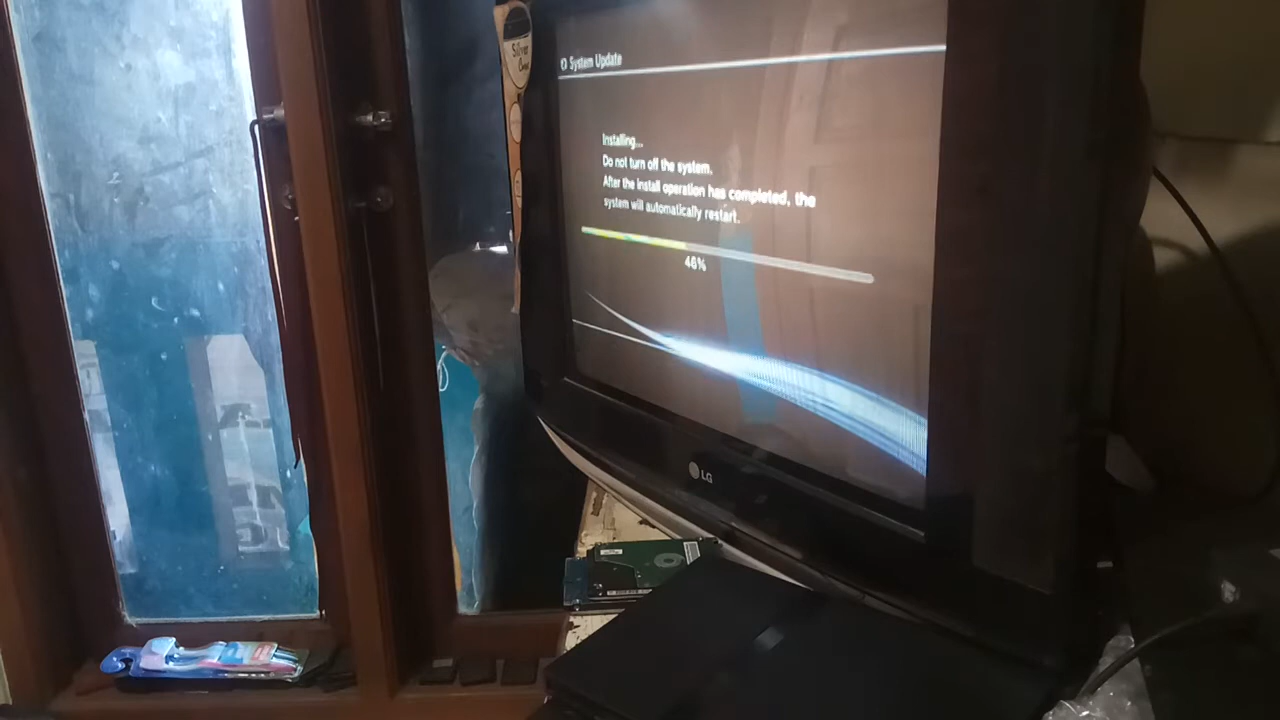 Silver
System Update
Installing...
Do not turn off the system.
After the install operation has completed, the
system will automatically restart.
46%
LG